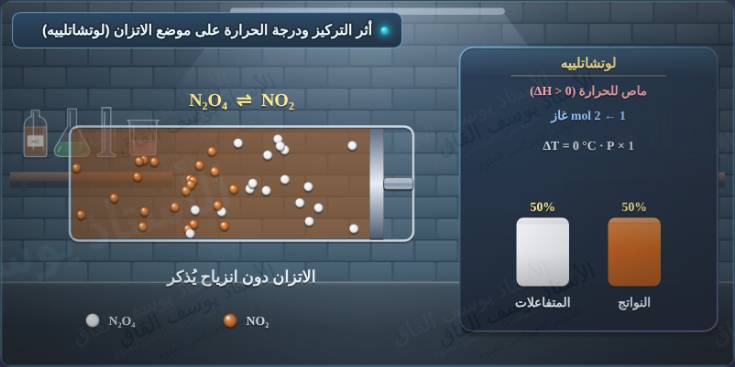 أثر التركيز ودرجة الحرارة على موضع الاتزان (لوتشاتلييه)
N₂O₄ ⇌ NO₂
الاتزان دون انزياح يُذكر
N₂O₄
NO₂
لوتشاتلييه
ماص للحرارة (ΔH > 0)
1 ← 2 mol غاز
ΔT = 0 °C · P × 1
50%
50%
المتفاعلات
النواتج